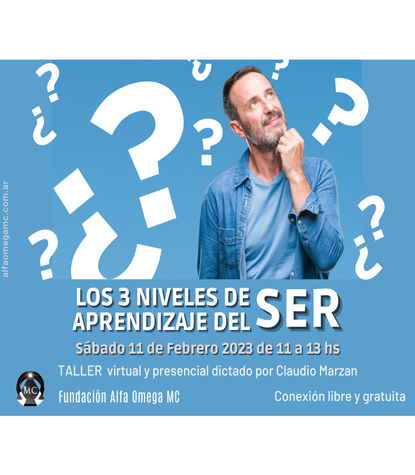 ¿?
¿?
¿?
¿?
¿?
alfaomegamc.com.ar
LOS 3 NIVELES DE
APRENDIZAJE DEL SER
Sábado 11 de Febrero 2023 de 11 a 13 hs
TALLER virtual y presencial dictado por Claudio Marzan
MC
Fundación Alfa Omega MC
Conexión libre y gratuita